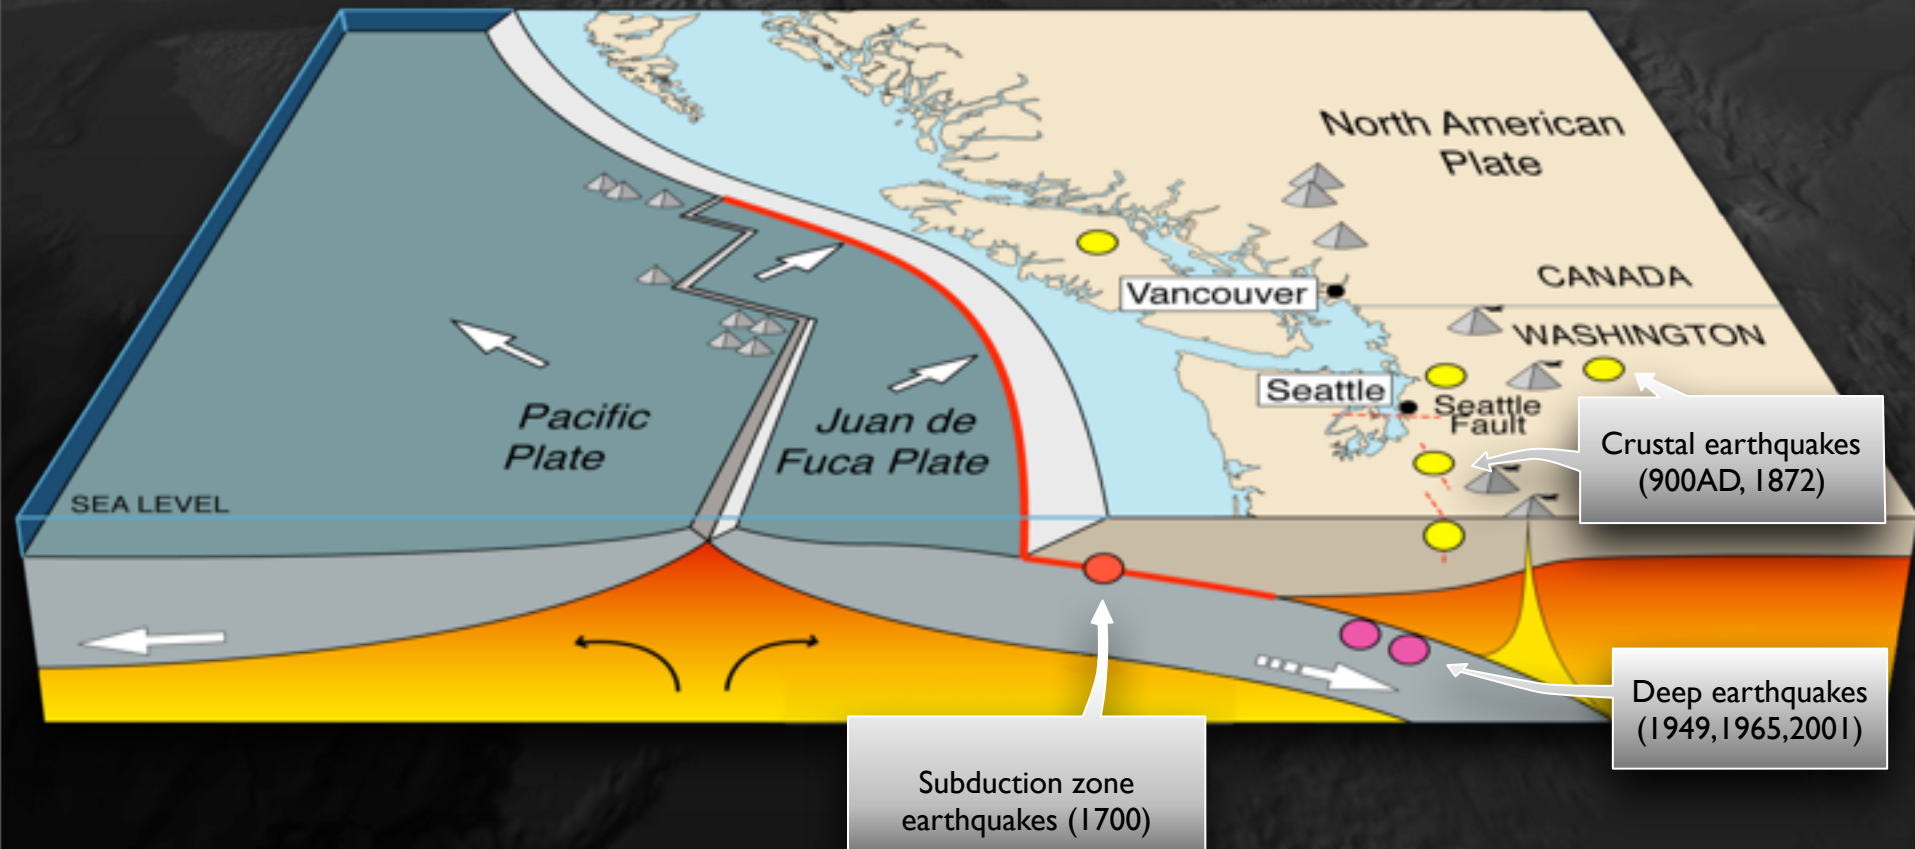 North American
Plate
CANADA
Vancouver
WASHINGTON
Seattle
Seattle
Fault
Pacific
Plate
Juan de
Fuca Plate
SEA LEVEL
Crustal earthquakes
(900AD, 1872)
Deep earthquakes
(1949,1965,2001)
Subduction zone
earthquakes (1700)